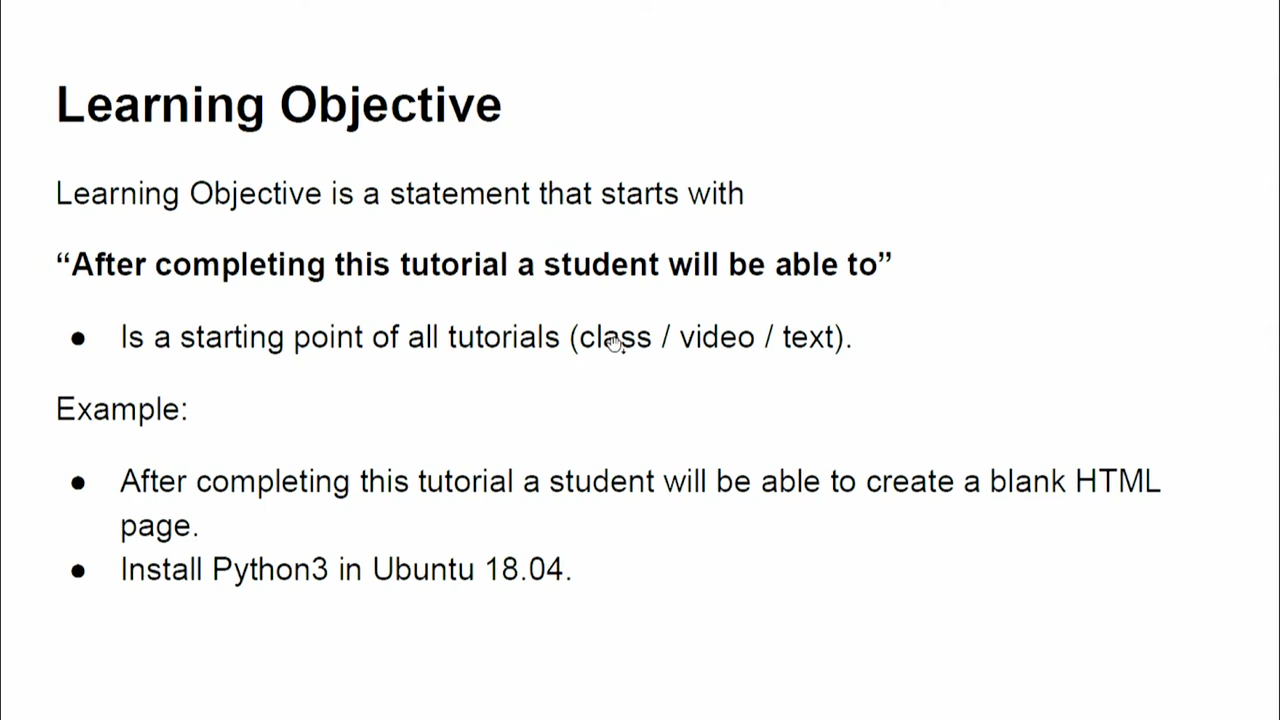 Learning Objective
Learning Objective is a statement that starts with
“After completing this tutorial a student will be able to”
● Is a starting point of all tutorials (class / video / text).
Example:
● After completing this tutorial a student will be able to create a blank HTML
page.
● Install Python3 in Ubuntu 18.04.